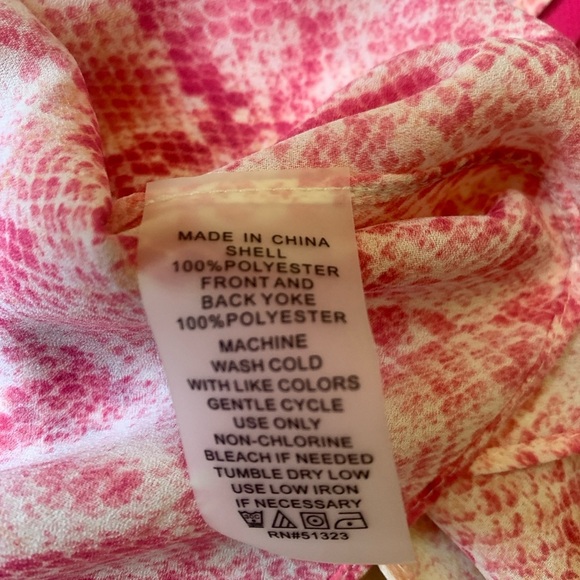 MADE IN CHINA
SHELL
100%POLYESTER
FRONT AND
BACK YOKE
100%POLYESTER
MACHINE
WASH COLD
WITH LIKE COLORS
GENTLE CYCLE
USE ONLY
NON-CHLORINE
BLEACH IF NEEDED
TUMBLE DRY LOW
USE LOW IRON
IF NECESSARY
RN#51323